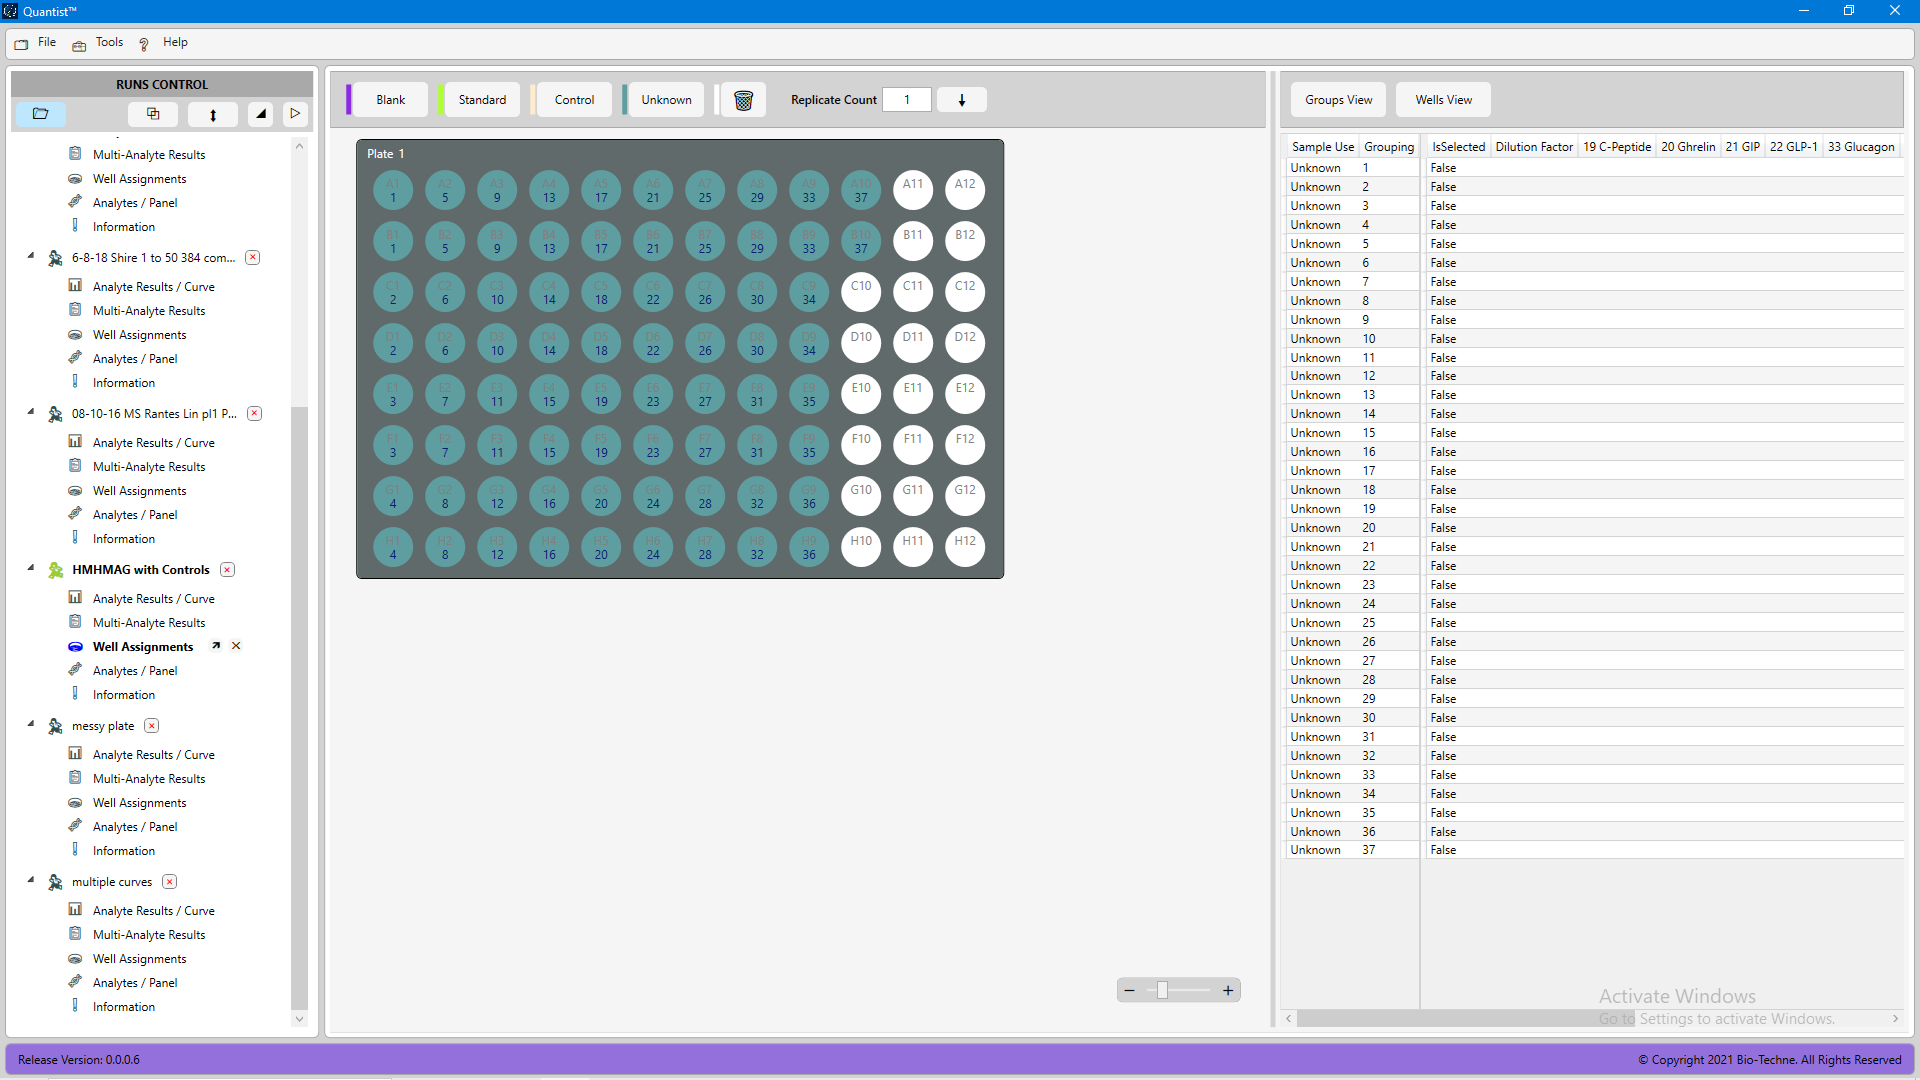 Quantist™
File Tools Help
RUNS CONTROL
Multi-Analyte Results
Well Assignments
Analytes / Panel
Information
6-8-18 Shire 1 to 50 384 com...
Analyte Results / Curve
Multi-Analyte Results
Well Assignments
Analytes / Panel
Information
08-10-16 MS Rantes Lin pl1 P...
Analyte Results / Curve
Multi-Analyte Results
Well Assignments
Analytes / Panel
Information
HMHMAG with Controls
Analyte Results / Curve
Multi-Analyte Results
Well Assignments
Analytes / Panel
Information
messy plate
Analyte Results / Curve
Multi-Analyte Results
Well Assignments
Analytes / Panel
Information
multiple curves
Analyte Results / Curve
Multi-Analyte Results
Well Assignments
Analytes / Panel
Information
Blank Standard Control Unknown Replicate Count 1
Plate 1
A1 A2 A3 A4 A5 A6 A7 A8 A9 A10 A11 A12
1 5 9 13 17 21 25 29 33 37
B1 B2 B3 B4 B5 B6 B7 B8 B9 B10 B11 B12
1 5 9 13 17 21 25 29 33 37
C1 C2 C3 C4 C5 C6 C7 C8 C9 C10 C11 C12
2 6 10 14 18 22 26 30 34
D1 D2 D3 D4 D5 D6 D7 D8 D9 D10 D11 D12
2 6 10 14 18 22 26 30 34
E1 E2 E3 E4 E5 E6 E7 E8 E9 E10 E11 E12
3 7 11 15 19 23 27 31 35
F1 F2 F3 F4 F5 F6 F7 F8 F9 F10 F11 F12
3 7 11 15 19 23 27 31 35
G1 G2 G3 G4 G5 G6 G7 G8 G9 G10 G11 G12
4 8 12 16 20 24 28 32 36
H1 H2 H3 H4 H5 H6 H7 H8 H9 H10 H11 H12
4 8 12 16 20 24 28 32 36
Groups View Wells View
Sample Use Grouping IsSelected Dilution Factor 19 C-Peptide 20 Ghrelin 21 GIP 22 GLP-1 33 Glucagon
Unknown 1 False
Unknown 2 False
Unknown 3 False
Unknown 4 False
Unknown 5 False
Unknown 6 False
Unknown 7 False
Unknown 8 False
Unknown 9 False
Unknown 10 False
Unknown 11 False
Unknown 12 False
Unknown 13 False
Unknown 14 False
Unknown 15 False
Unknown 16 False
Unknown 17 False
Unknown 18 False
Unknown 19 False
Unknown 20 False
Unknown 21 False
Unknown 22 False
Unknown 23 False
Unknown 24 False
Unknown 25 False
Unknown 26 False
Unknown 27 False
Unknown 28 False
Unknown 29 False
Unknown 30 False
Unknown 31 False
Unknown 32 False
Unknown 33 False
Unknown 34 False
Unknown 35 False
Unknown 36 False
Unknown 37 False
Activate Windows
Go to Settings to activate Windows.
Release Version: 0.0.0.6
© Copyright 2021 Bio-Techne. All Rights Reserved